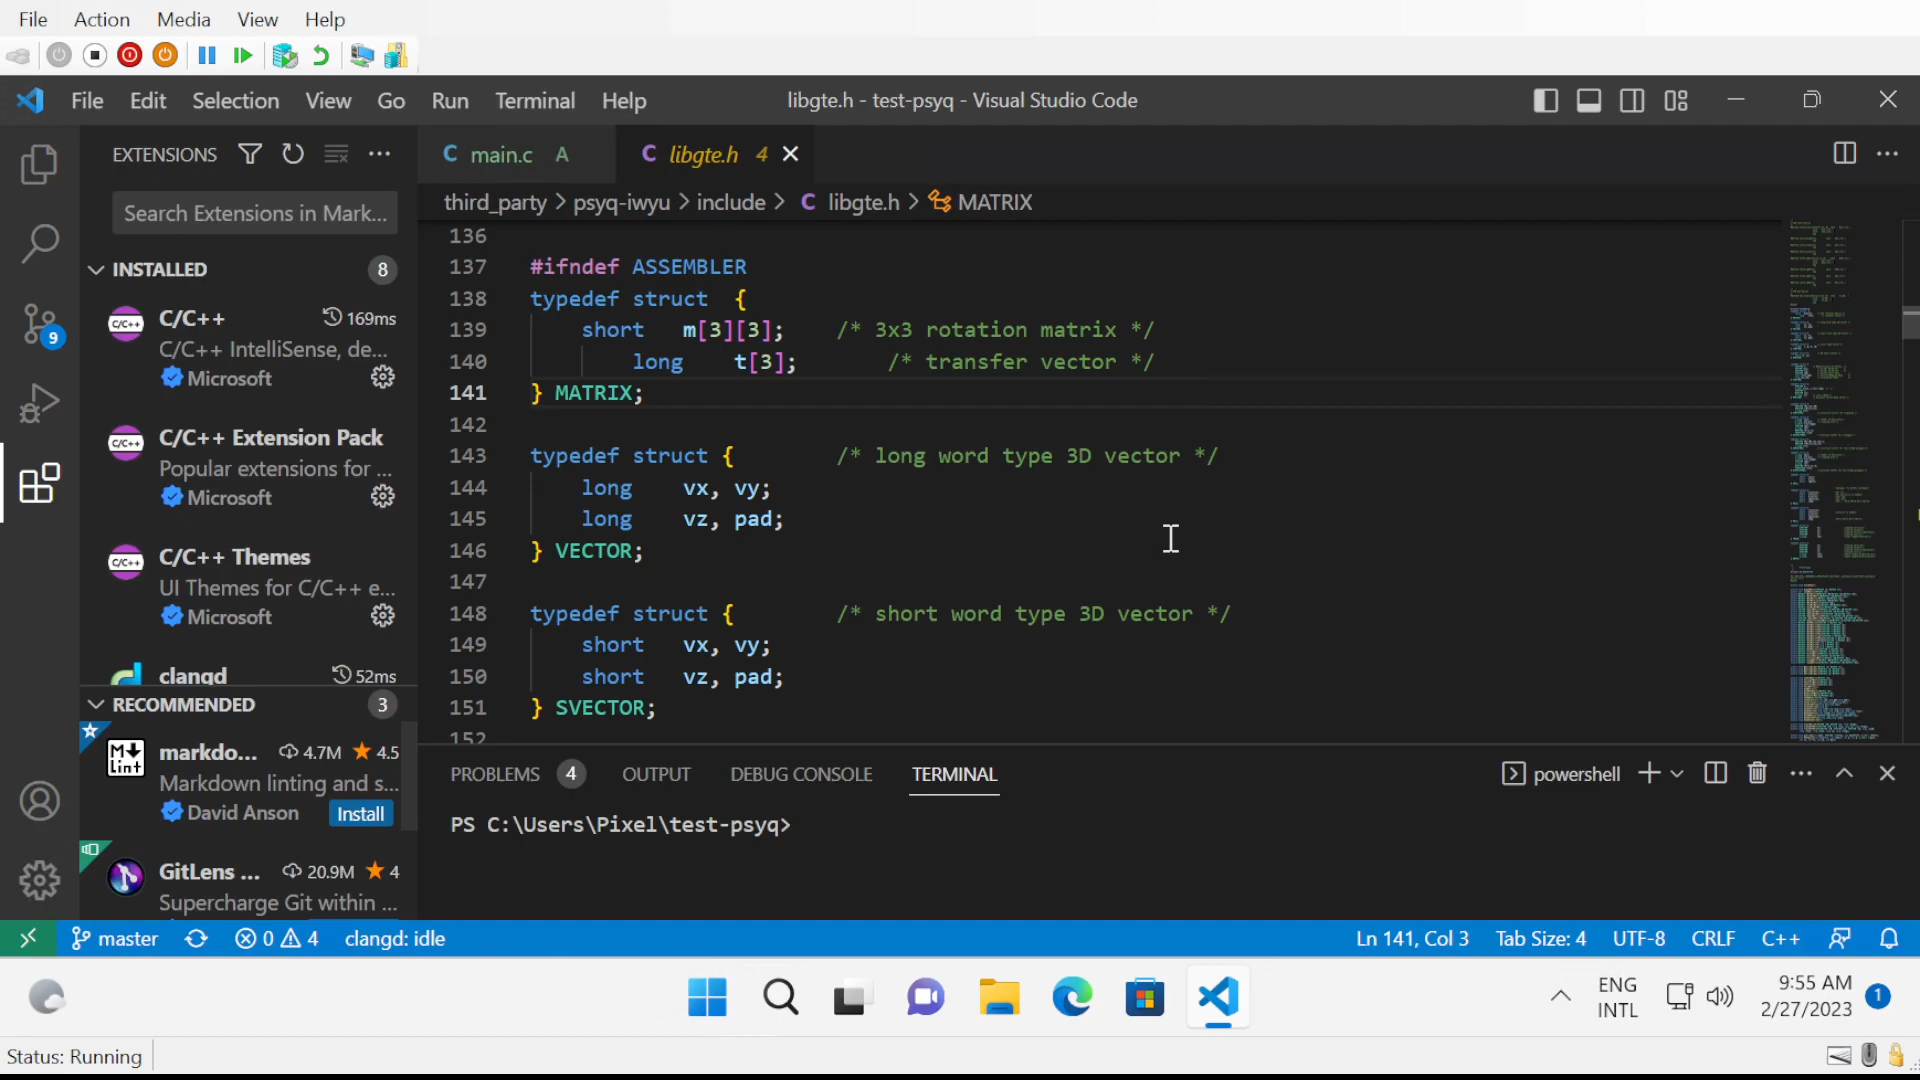 File Action Media View Help
File Edit Selection View Go Run Terminal Help
libgte.h - test-psyq - Visual Studio Code
EXTENSIONS
C main.c A
C libgte.h 4
Search Extensions in Mark...
third_party > psyq-iwyu > include > C libgte.h > MATRIX
INSTALLED 8
C/C++ 169ms
C/C++ IntelliSense, de...
Microsoft
C/C++ Extension Pack
Popular extensions for ...
Microsoft
C/C++ Themes
UI Themes for C/C++ e...
Microsoft
clangd 52ms
RECOMMENDED 3
markdo... 4.7M 4.5
Markdown linting and s...
David Anson Install
GitLens ... 20.9M 4
Supercharge Git within ...
136
137 #ifndef ASSEMBLER
138 typedef struct {
139 short m[3][3]; /* 3x3 rotation matrix */
140 long t[3]; /* transfer vector */
141 } MATRIX;
142
143 typedef struct { /* long word type 3D vector */
144 long vx, vy;
145 long vz, pad;
146 } VECTOR;
147
148 typedef struct { /* short word type 3D vector */
149 short vx, vy;
150 short vz, pad;
151 } SVECTOR;
152
PROBLEMS 4 OUTPUT DEBUG CONSOLE TERMINAL
powershell
PS C:\Users\Pixel\test-psyq>
9
master 0 4 clangd: idle
Ln 141, Col 3 Tab Size: 4 UTF-8 CRLF C++
ENG
INTL
9:55 AM
2/27/2023
1
Status: Running